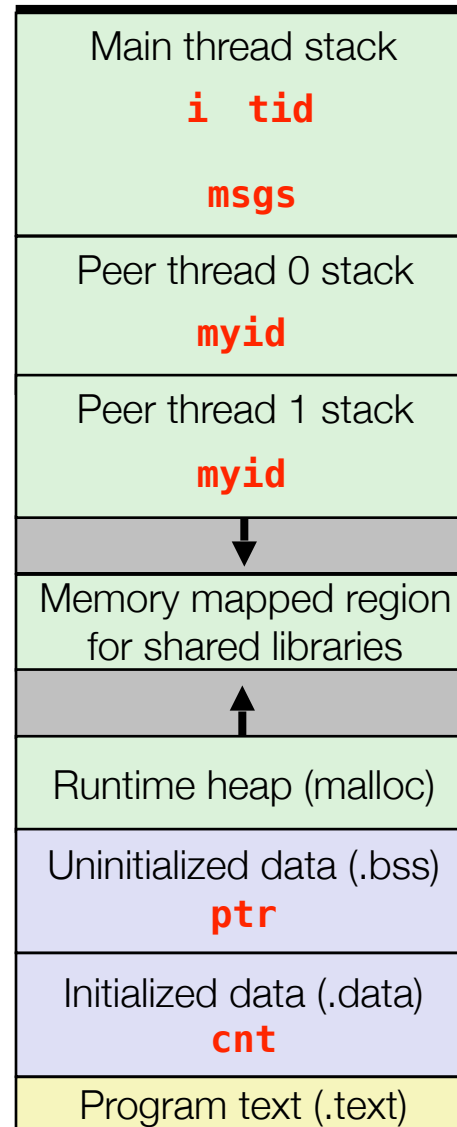 Main thread stack
i tid
msgs
Peer thread 0 stack
myid
Peer thread 1 stack
myid
Memory mapped region
for shared libraries
Runtime heap (malloc)
Uninitialized data (.bss)
ptr
Initialized data (.data)
cnt
Program text (.text)